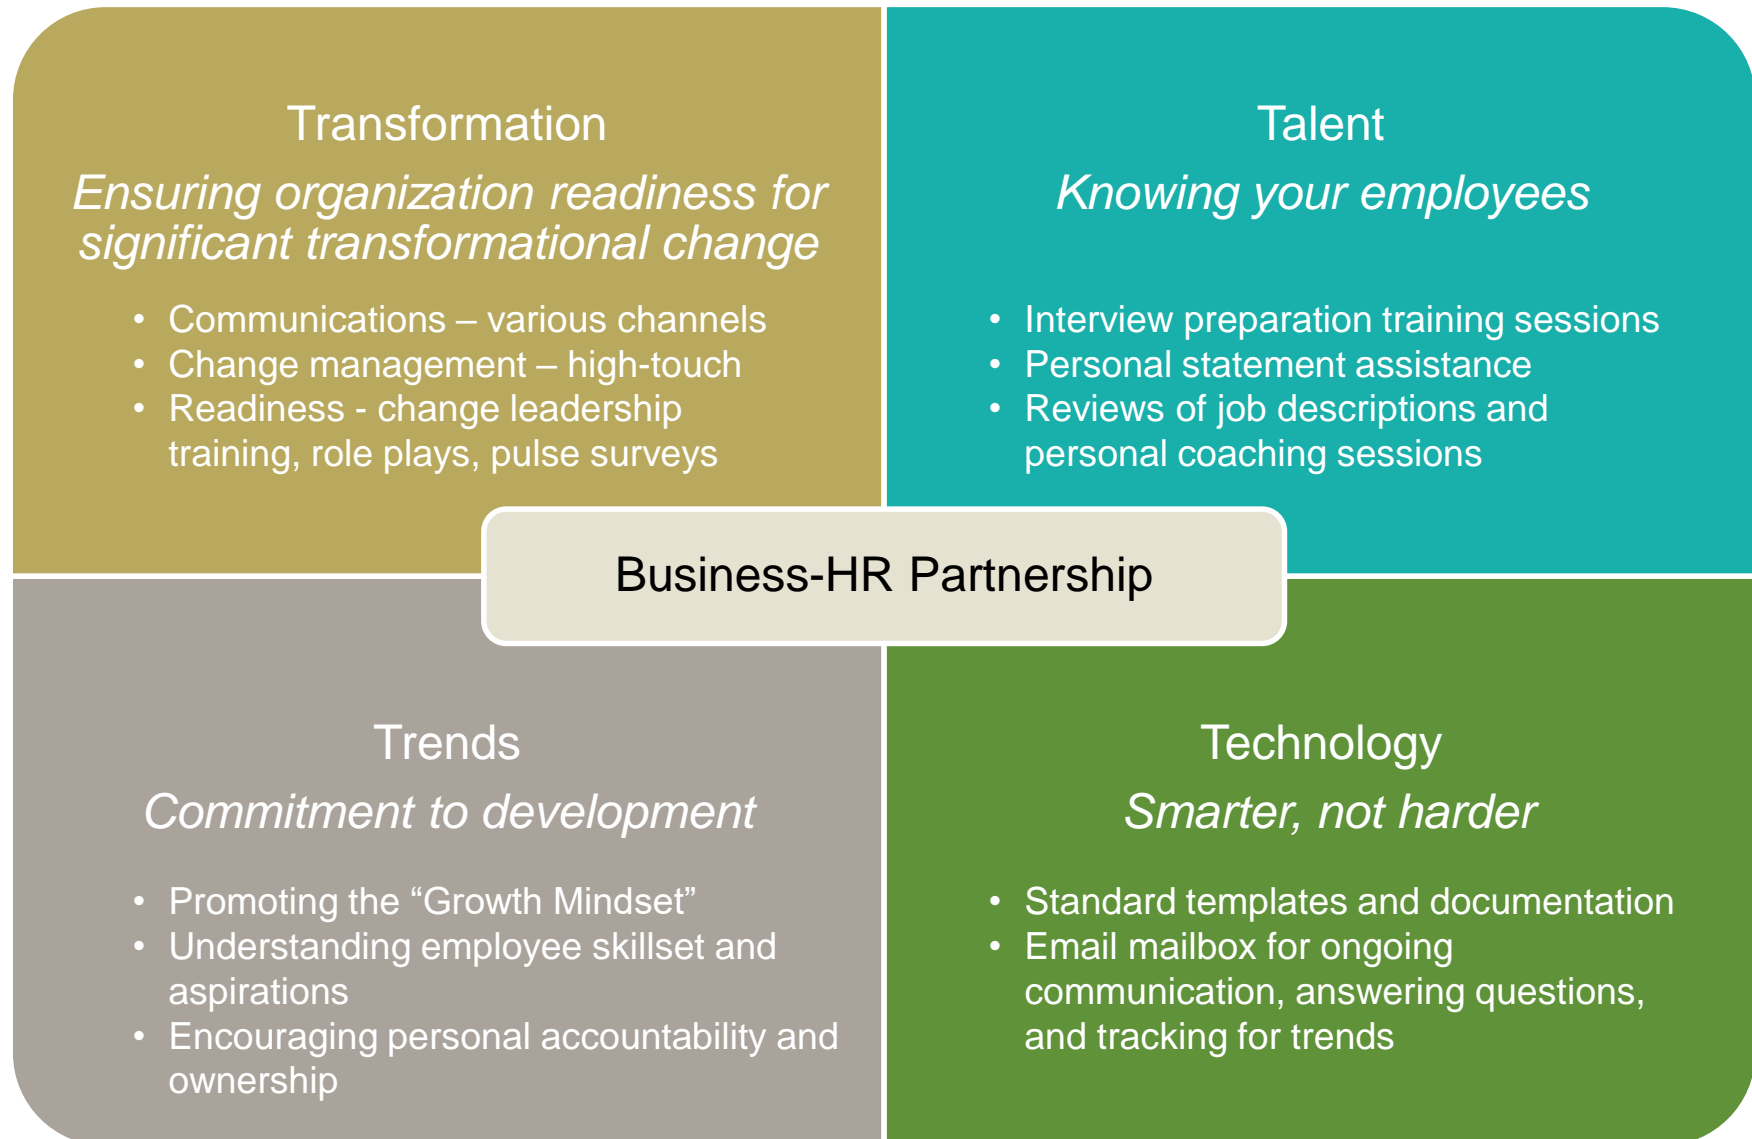 Transformation
Ensuring organization readiness for
significant transformational change
• Communications – various channels
• Change management – high-touch
• Readiness - change leadership
training, role plays, pulse surveys
Talent
Knowing your employees
• Interview preparation training sessions
• Personal statement assistance
• Reviews of job descriptions and
personal coaching sessions
Business-HR Partnership
Trends
Commitment to development
• Promoting the “Growth Mindset”
• Understanding employee skillset and
aspirations
• Encouraging personal accountability and
ownership
Technology
Smarter, not harder
• Standard templates and documentation
• Email mailbox for ongoing
communication, answering questions,
and tracking for trends